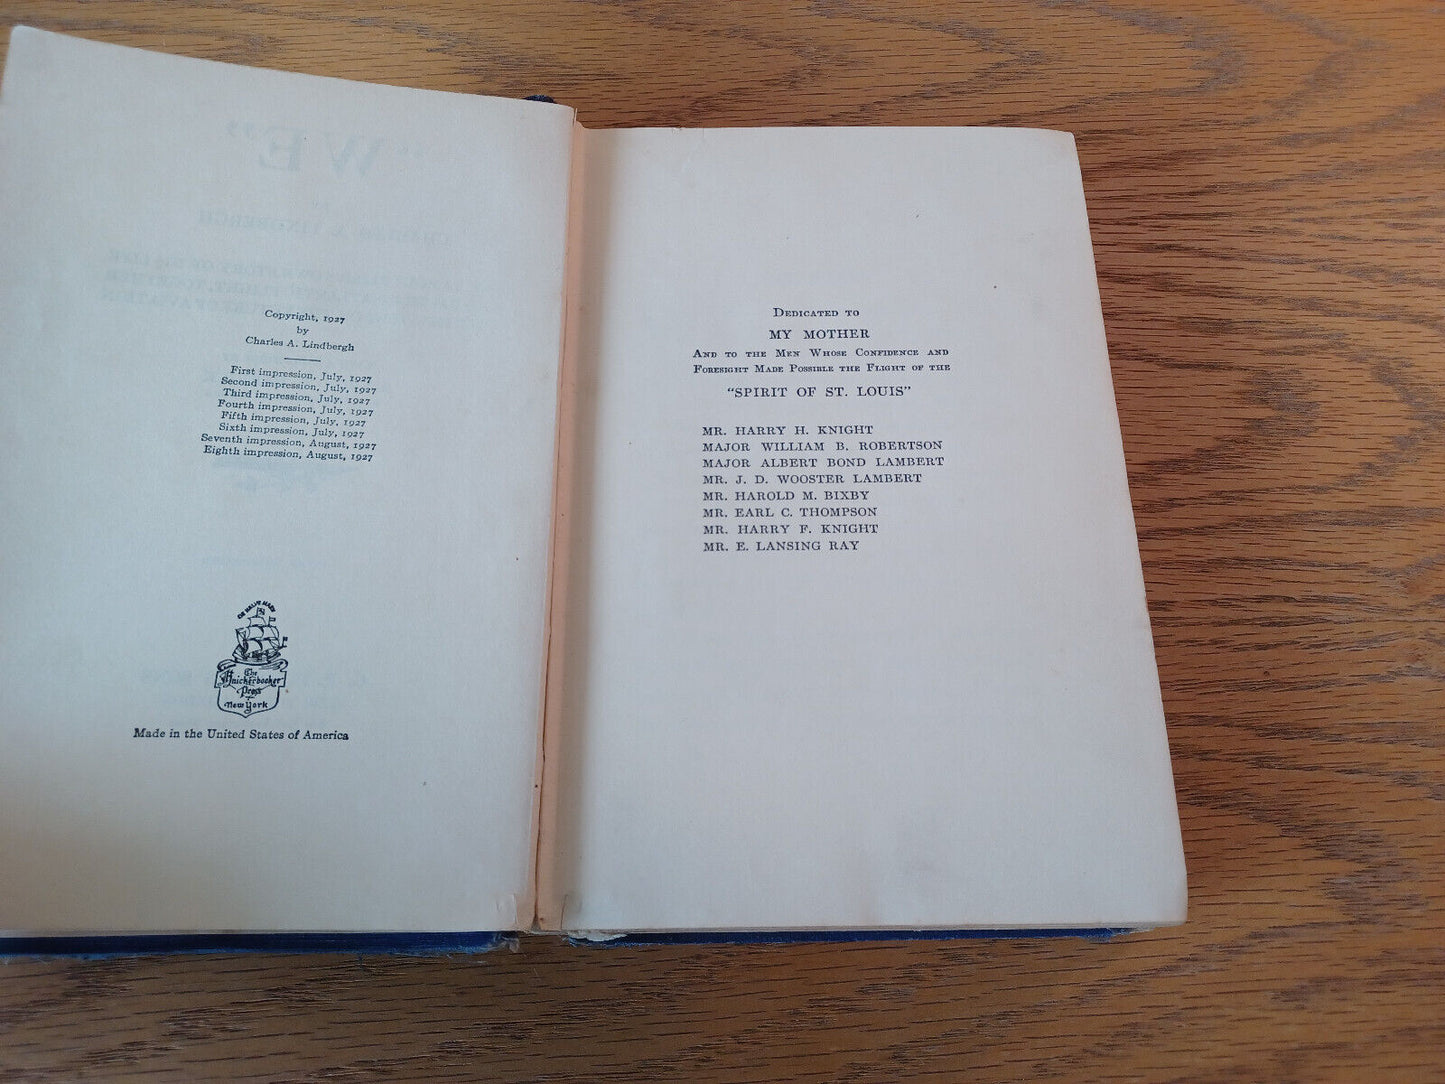 Copyright, 1927
by
Charles A. Lindbergh
First impression, July, 1927
Second impression, July, 1927
Third impression, July, 1927
Fourth impression, July, 1927
Fifth impression, July, 1927
Sixth impression, July, 1927
Seventh impression, August, 1927
Eighth impression, August, 1927
The
Knickerbocker
Press
New York
Made in the United States of America
DEDICATED TO
MY MOTHER
AND TO THE MEN WHOSE CONFIDENCE AND
FORESIGHT MADE POSSIBLE THE FLIGHT OF THE
"SPIRIT OF ST. LOUIS"
MR. HARRY H. KNIGHT
MAJOR WILLIAM B. ROBERTSON
MAJOR ALBERT BOND LAMBERT
MR. J. D. WOOSTER LAMBERT
MR. HAROLD M. BIXBY
MR. EARL C. THOMPSON
MR. HARRY F. KNIGHT
MR. E. LANSING RAY